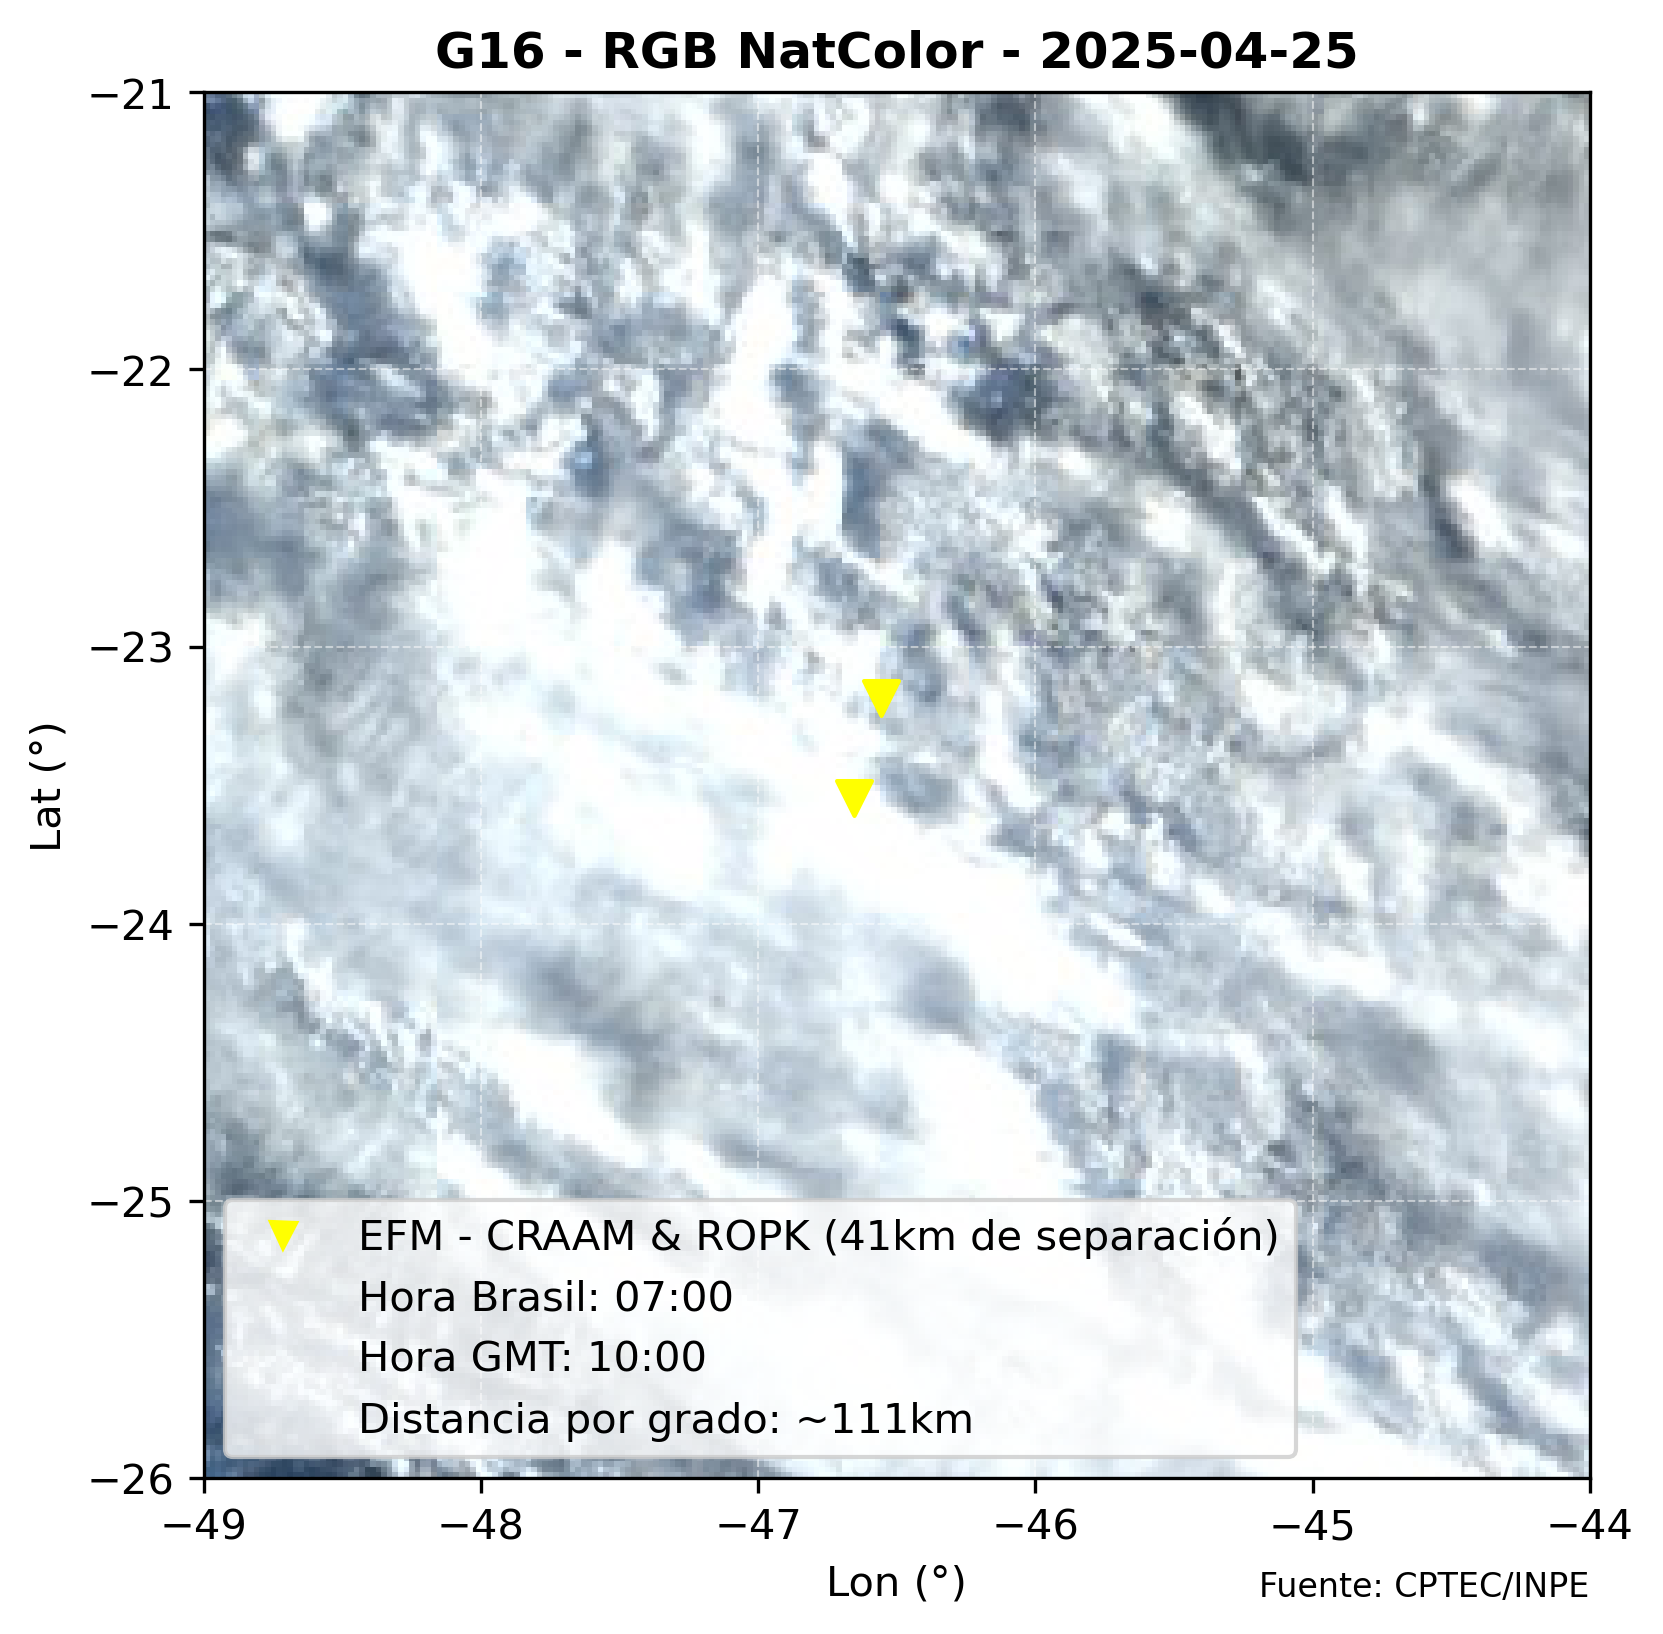 G16 - RGB NatColor - 2025-04-25
−21
−22
−23
−24
−25
−26
Lat (°)
EFM - CRAAM & ROPK (41km de separación)
Hora Brasil: 07:00
Hora GMT: 10:00
Distancia por grado: ~111km
−49 −48 −47 −46 −45 −44
Lon (°)
Fuente: CPTEC/INPE